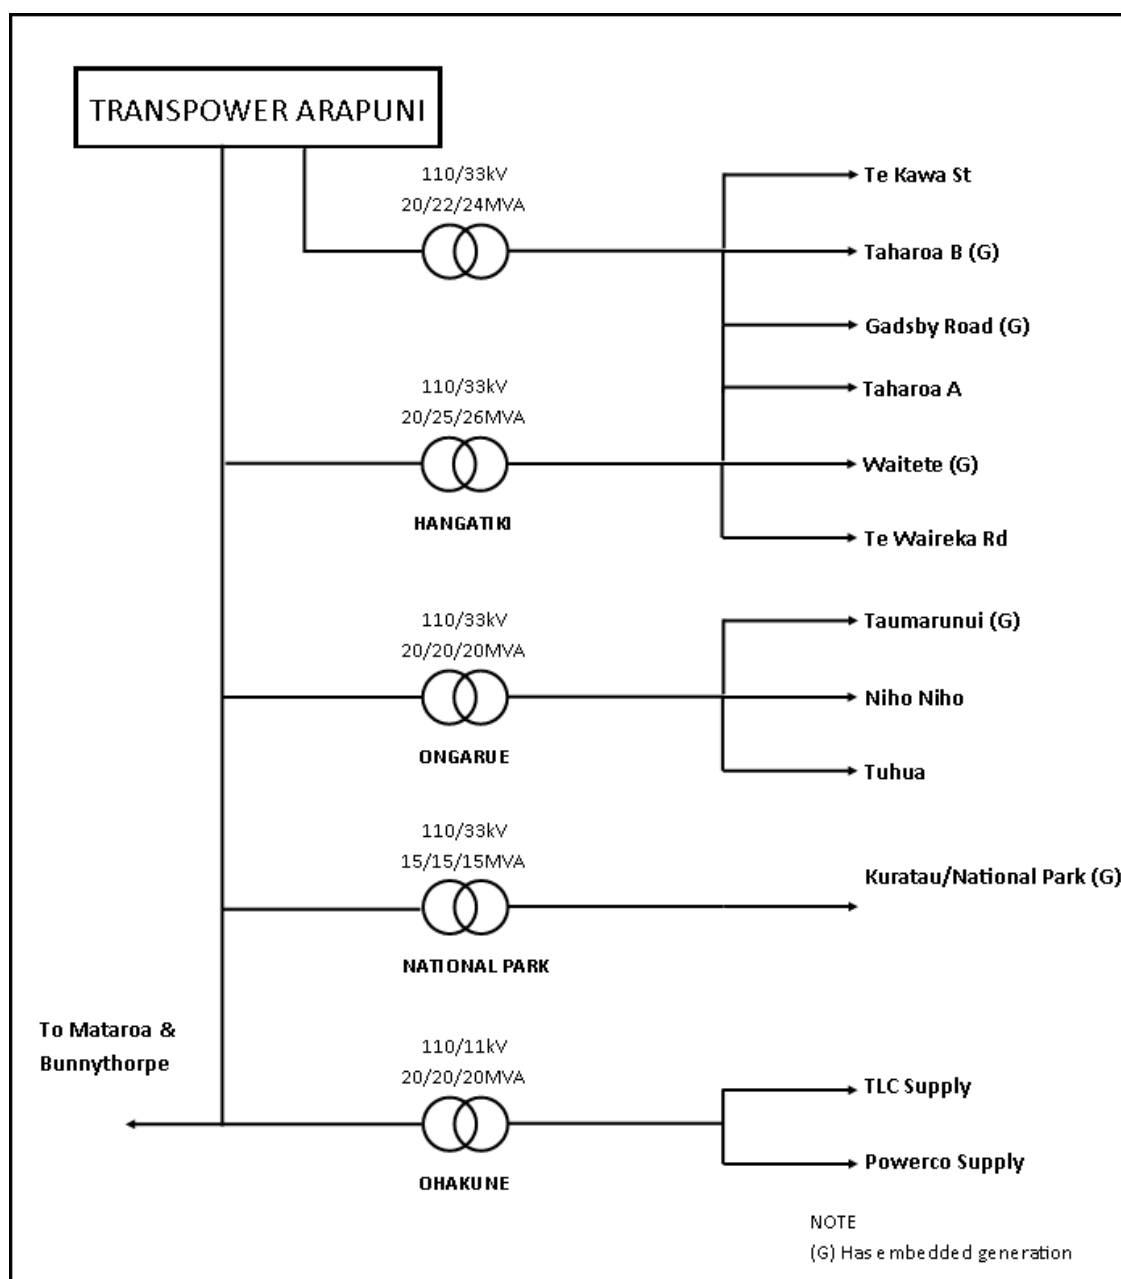 TRANSPOWER ARAPUNI
110/33kV
20/22/24MVA
Te Kawa St
Taharoa B (G)
Gadsby Road (G)
110/33kV
20/25/26MVA
Taharoa A
Waitete (G)
HANGATIKI
Te Waireka Rd
110/33kV
20/20/20MVA
Taumarunui (G)
Niho Niho
ONGARUE
Tuhua
110/33kV
15/15/15MVA
Kuratau/National Park (G)
NATIONAL PARK
To Mataroa &
Bunnythorpe
110/11kV
20/20/20MVA
TLC Supply
Powerco Supply
OHAKUNE
NOTE
(G) Has embedded generation